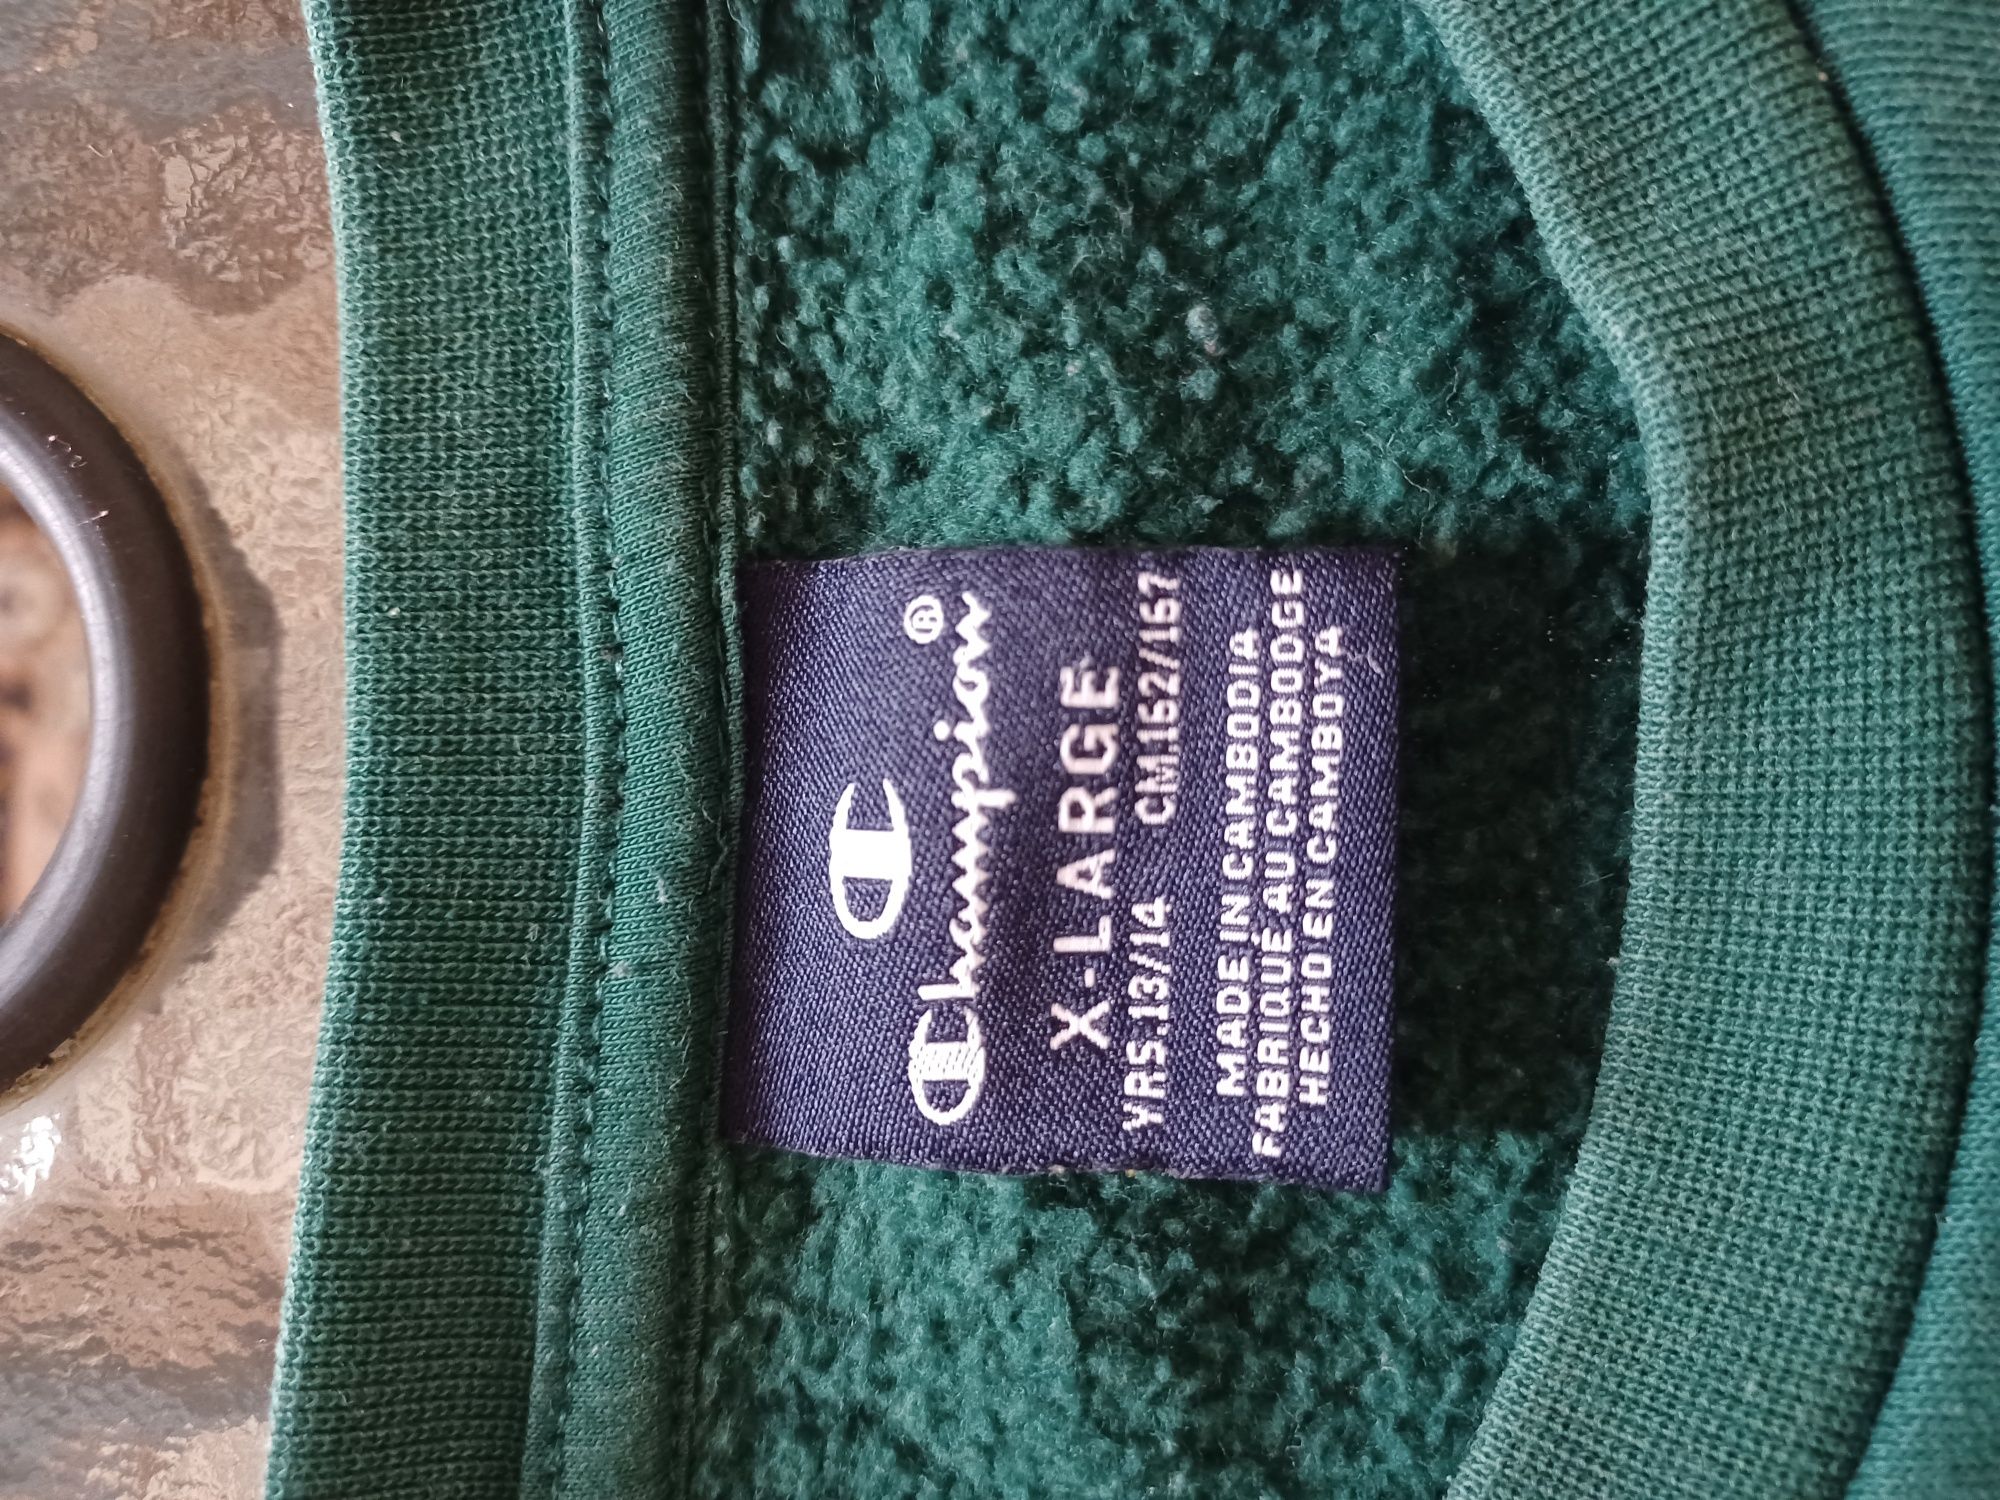 Champion®
X-LARGE
YRS.13/14 CM.152/157
MADE IN CAMBODIA
FABRIQUÉ AU CAMBODGE
HECHO EN CAMBOYA